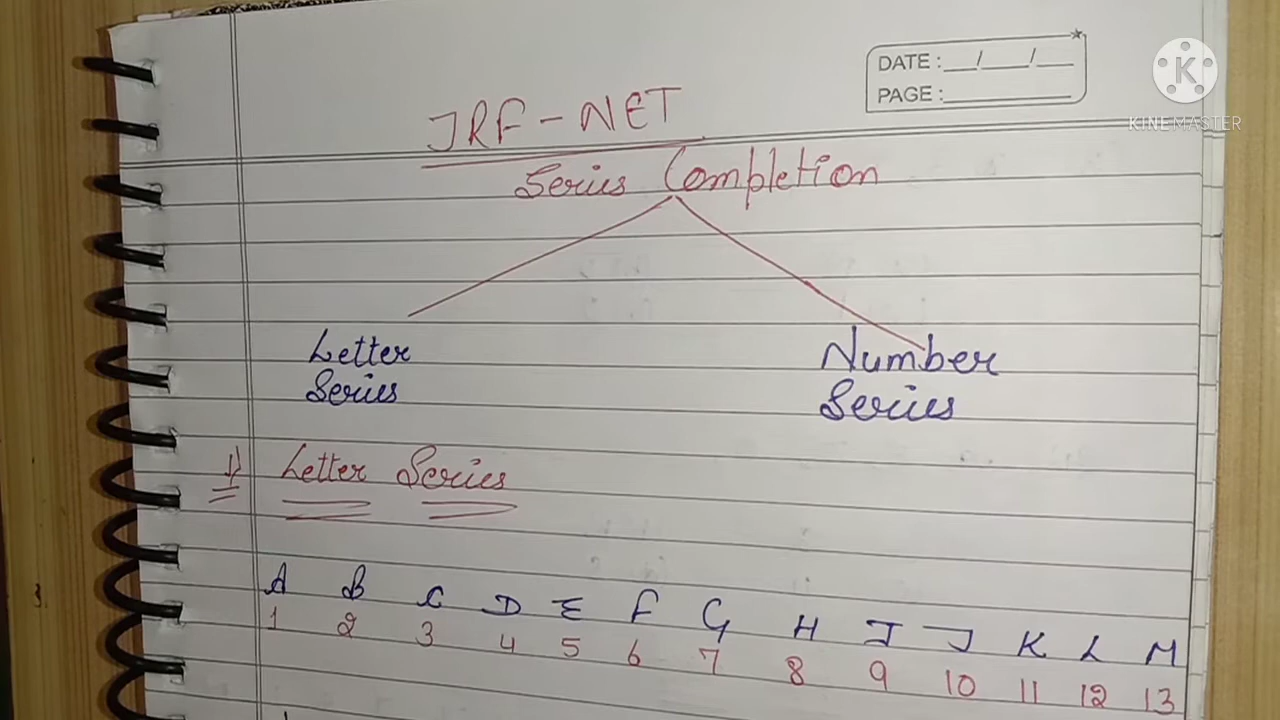 DATE : __/__/__
PAGE : ______
K
KINEMASTER
JRF - NET
Series Completion
Letter Series
Number Series
1) Letter Series
A B C D E F G H I J K L M
1 2 3 4 5 6 7 8 9 10 11 12 13